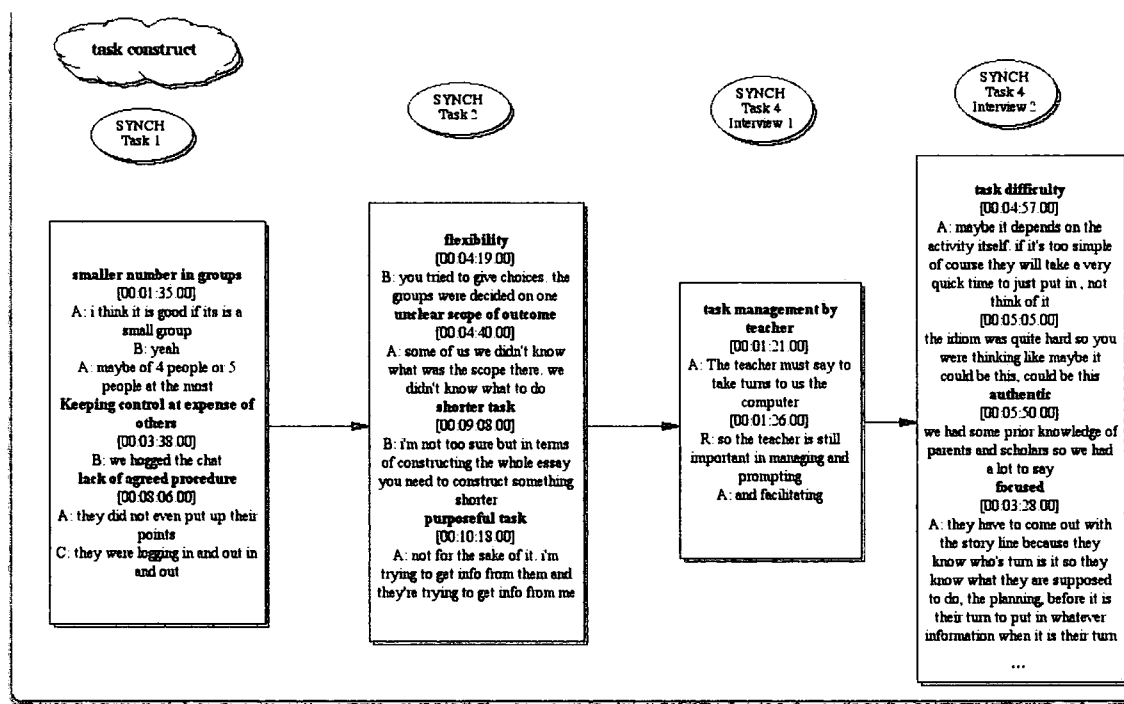 task construct
SYNCH
Task 1
SYNCH
Task 2
SYNCH
Task 4
Interview 1
SYNCH
Task 4
Interview 2
smaller number in groups
[00:01:35.00]
A: i think it is good if its is a
small group
B: yeah
A: maybe of 4 people or 5
people at the most
Keeping control at expense of
others
[00:03:38.00]
B: we hogged the chat
lack of agreed procedure
[00:08:06.00]
A: they did not even put up their
points
C: they were logging in and out in
and out
flexibility
[00:04:19.00]
B: you tried to give choices. the
groups were decided on one
unclear scope of outcome
[00:04:40.00]
A: some of us we didn't know
what was the scope there. we
didn't know what to do
shorter task
[00:09:08.00]
B: i'm not too sure but in terms
of constructing the whole essay
you need to construct something
shorter
purposeful task
[00:10:18.00]
A: not for the sake of it. i'm
trying to get info from them and
they're trying to get info from me
task management by
teacher
[00:01:21.00]
A: The teacher must say to
take turns to us the
computer
[00:01:26.00]
R: so the teacher is still
important in managing and
prompting
A: and facilitating
task difficulty
[00:04:57.00]
A: maybe it depends on the
activity itself. if it's too simple
of course they will take a very
quick time to just put in , not
think of it
[00:05:05.00]
the idiom was quite hard so you
were thinking like maybe it
could be this, could be this
authentic
[00:05:50.00]
we had some prior knowledge of
parents and scholars so we had
a lot to say
focused
[00:03:28.00]
A: they have to come out with
the story line because they
know who's turn is it so they
know what they are supposed
to do, the planning, before it is
their turn to put in whatever
information when it is their turn
...